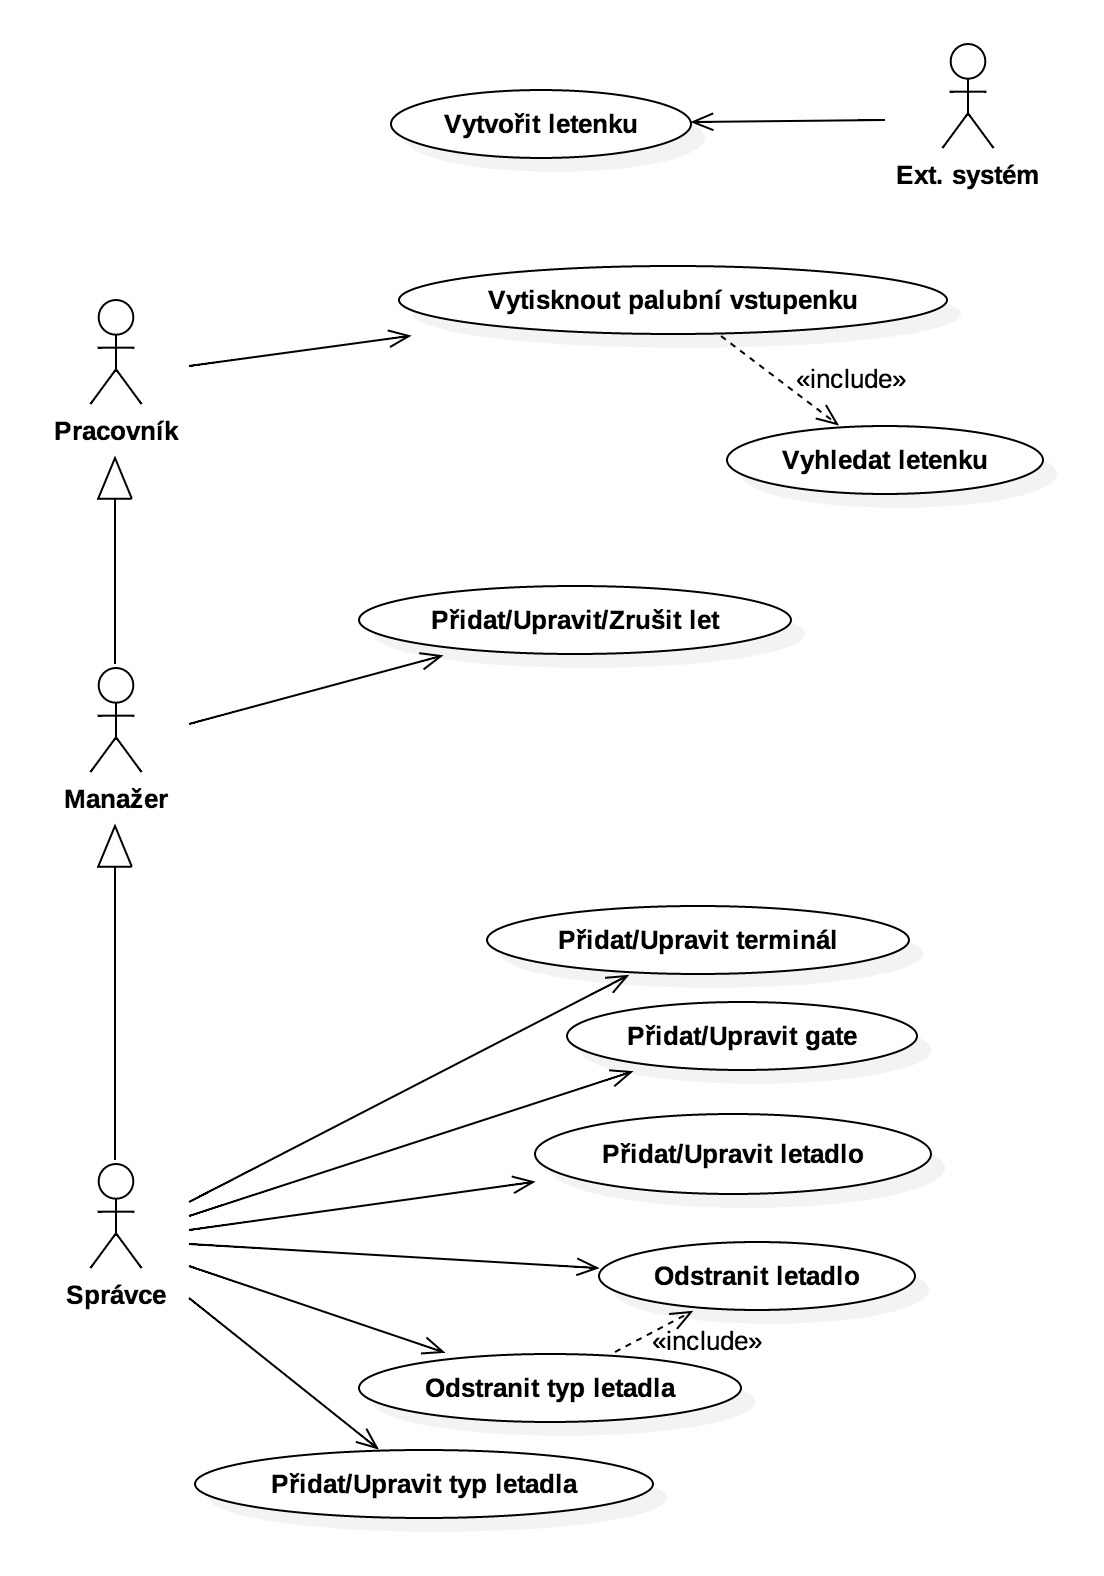 Vytvořit letenku
Ext. systém
Vytisknout palubní vstupenku
«include»
Pracovník
Vyhledat letenku
Přidat/Upravit/Zrušit let
Manažer
Přidat/Upravit terminál
Přidat/Upravit gate
Přidat/Upravit letadlo
Odstranit letadlo
Správce
«include»
Odstranit typ letadla
Přidat/Upravit typ letadla